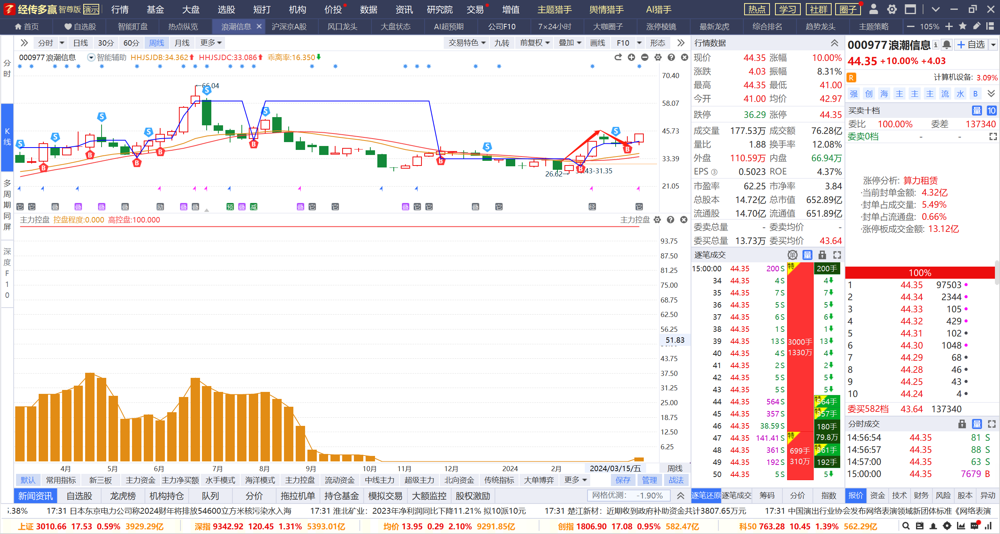 经传多赢 智尊版 演示 行情 基金 大盘 选股 短打 机构 价投 数据 资讯 研究院 交易 增值 主题猎手 舆情猎手 AI猎手 热点 学习 社群 圈子
首页 自选股 智能盯盘 热点纵览 浪潮信息 沪深京A股 风口龙头 大盘状态 AI超预期 公司F10 7×24小时 大咖圈子 涨停棱镜 最新龙虎 综合排名 趋势龙头 主题策略 105%
分时
K线
多周期同屏
深度F10
分时 日线 30分 60分 周线 月线 更多 交易特色 九转 前复权 叠加 画线 F10 形态
000977 浪潮信息 智能辅助 HHJSJDB:34.362 HHJSJDC:33.086 乖离率:16.350
←66.04
26.62→
43-31.35
70.40
58.07
45.73
33.39
21.05
它 它 叠 叠 叠 叠 励 叠 叠 预 叠 减 叠 它 它 叠 它 它 叠 它 经 它
主力控盘 控盘程度:0.000 高控盘:100.000 主力控盘
93.75
87.50
81.25
75.00
68.75
62.50
56.25
51.83
43.75
37.50
31.25
25.00
18.75
12.50
6.25
4月 5月 6月 7月 8月 9月 10月 11月 12月 2024 2月 2024/03/15/五 周线
默认 常用指标 新三板 主力资金 主力净买额 水手模式 海洋模式 主力控盘 流动资金 中线主力 超级主力 北向资金 传统指标 大单博弈 更多 保存 管理 战法
新闻资讯 自选股 龙虎榜 机构持仓 队列 分价 拖拉机单 持仓基金 模拟交易 大额监控 股权激励 网格优测: -1.90%
行情数据
现价 44.35 涨幅 10.00%
涨跌 4.03 振幅 8.31%
最高 44.35 最低 41.00
今开 41.00 均价 42.97
跌停 36.29 涨停 44.35
成交量 177.53万 成交额 76.28亿
量比 1.88 换手率 12.08%
外盘 110.59万 内盘 66.94万
EPS ③ 0.5023 ROE 4.37%
市盈率 62.25 市净率 3.84
总股本 14.72亿 总市值 652.89亿
流通股 14.70亿 流通值 651.89亿
委卖总量 - 委卖均价 -
委买总量 13.73万 委买均价 43.64
逐笔成交 单 量
15:00:00 44.35 200 S
34 44.35 4 S
35 44.35 7 S
36 44.35 5 S
37 44.35 6 S
38 44.35 1 S
39 44.35 13 S
40 44.35 4 S
41 44.35 2 S
42 44.35 5 S
43 44.35 5 S
44 44.35 564 S
45 44.35 357 S
46 44.35 38.59 S
47 44.35 141.41 S
48 44.35 361 S
49 44.35 192 S
50 44.35 5 S
特
3000手
1330万
特
699手
310万
200手
4
7
5
6
1
13
4
2
5
5
特 564手
特 357手
180手
79.8万
特 361手
192手
5
逐笔还原 逐笔成交 筹码 分价 指数
000977 浪潮信息 自选
44.35 +10.00% +4.03
R 计算机设备: 3.09%
强 创 海 主 主 主 流 水 B
买卖十档 量 10
委比 100.00% 委差 137340
委卖0档 - -
涨停分析: 算力租赁
·当前封单金额: 4.32亿
·封单占成交量: 5.49%
·封单占流通盘: 0.66%
·涨停板成交金额: 13.12亿
100%
1 44.35 97503
2 44.34 2344
3 44.33 105
4 44.32 429
5 44.31 102
6 44.30 1048
7 44.29 68
8 44.28 46
9 44.25 43
10 44.24 4
委买582档 43.64 137340
分时成交 量
14:56:54 44.35 81 S
14:56:57 44.35 88 S
14:57:00 44.35 63 S
15:00:00 44.35 7679 B
报价 资金 技术 财务 风险 股本 异动
.38% 17:31 日本东京电力公司称2024财年将排放54600立方米核污染水入海 17:31 淮北矿业：2023年净利润同比下降11.21% 拟10派10元 17:31 楚江新材：近期收到政府补助资金共计3807.65万元 17:31 中国演出行业协会发布网络表演领域新团体标准《网络表演
上证 3010.66 17.53 0.59% 3929.29亿 深指 9342.92 120.45 1.31% 5393.01亿 均价 13.95 0.29 2.10% 9291.85亿 创指 1806.90 17.08 0.95% 582.47亿 科50 763.28 10.45 1.39% 562.29亿